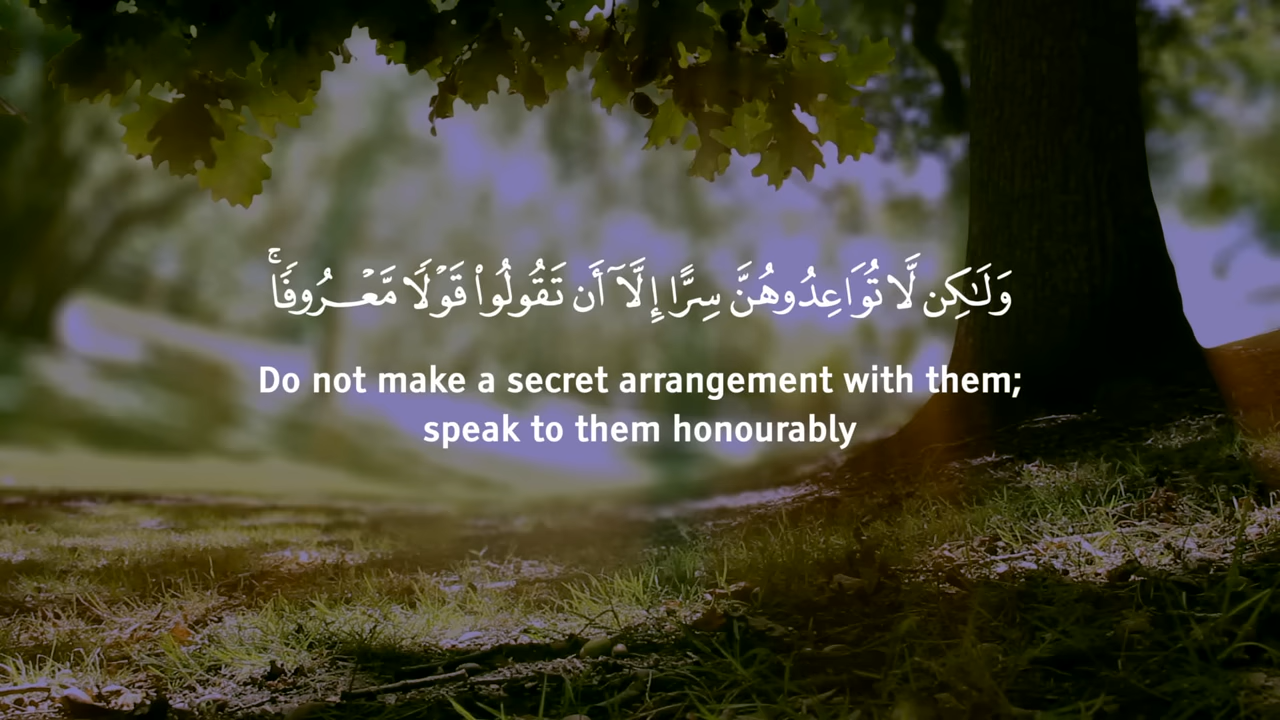 وَلَـٰكِن لَّا تُوَاعِدُوهُنَّ سِرًّا إِلَّآ أَن تَقُولُوا۟ قَوْلًا مَّعْرُوفًا ۚ
Do not make a secret arrangement with them;
speak to them honourably